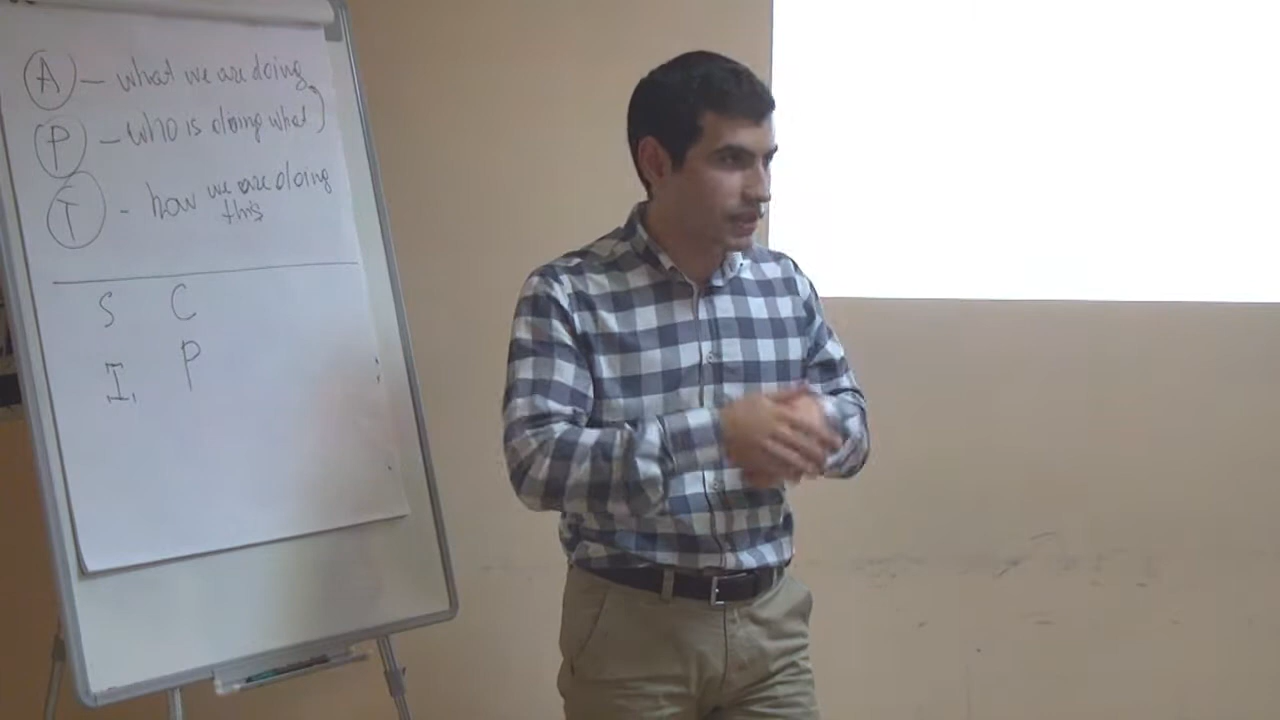 A – what we are doing
P – who is doing what
T - how we are doing
this
S C
I P